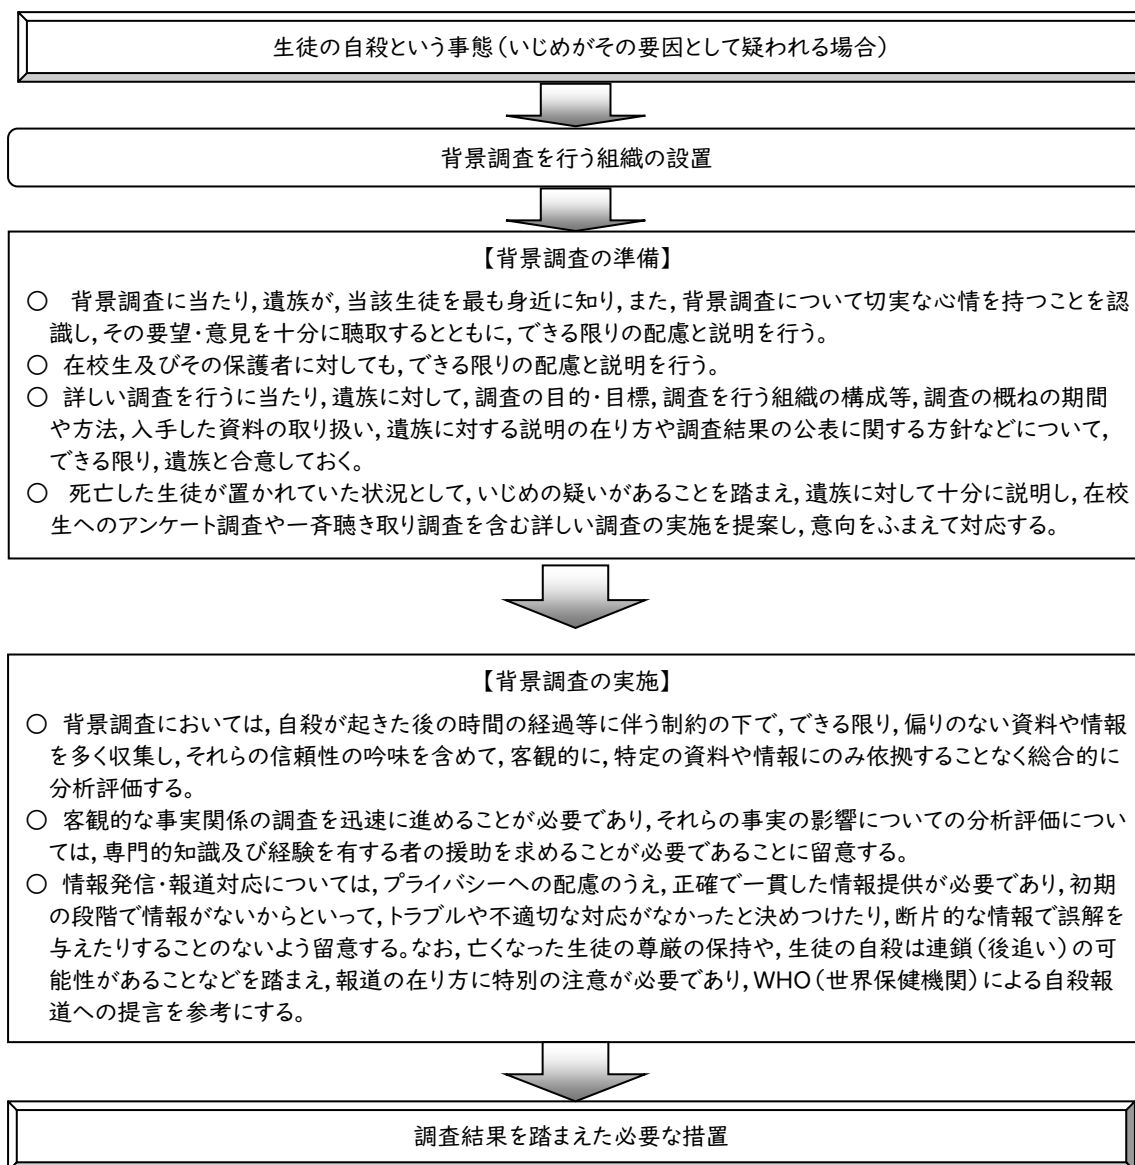 生徒の自殺という事態(いじめがその要因として疑われる場合)
背景調査を行う組織の設置
【背景調査の準備】
○ 背景調査に当たり,遺族が,当該生徒を最も身近に知り,また,背景調査について切実な心情を持つことを認
識し,その要望・意見を十分に聴取するとともに,できる限りの配慮と説明を行う。
○ 在校生及びその保護者に対しても,できる限りの配慮と説明を行う。
○ 詳しい調査を行うに当たり,遺族に対して,調査の目的・目標,調査を行う組織の構成等,調査の概ねの期間
や方法,入手した資料の取り扱い,遺族に対する説明の在り方や調査結果の公表に関する方針などについて,
できる限り,遺族と合意しておく。
○ 死亡した生徒が置かれていた状況として,いじめの疑いがあることを踏まえ,遺族に対して十分に説明し,在校
生へのアンケート調査や一斉聴き取り調査を含む詳しい調査の実施を提案し,意向をふまえて対応する。
【背景調査の実施】
○ 背景調査においては,自殺が起きた後の時間の経過等に伴う制約の下で,できる限り,偏りのない資料や情報
を多く収集し,それらの信頼性の吟味を含めて,客観的に,特定の資料や情報にのみ依拠することなく総合的に
分析評価する。
○ 客観的な事実関係の調査を迅速に進めることが必要であり,それらの事実の影響についての分析評価につい
ては,専門的知識及び経験を有する者の援助を求めることが必要であることに留意する。
○ 情報発信・報道対応については,プライバシーへの配慮のうえ,正確で一貫した情報提供が必要であり,初期
の段階で情報がないからといって,トラブルや不適切な対応がなかったと決めつけたり,断片的な情報で誤解を
与えたりすることのないよう留意する。なお,亡くなった生徒の尊厳の保持や,生徒の自殺は連鎖(後追い)の可
能性があることなどを踏まえ,報道の在り方に特別の注意が必要であり,WHO(世界保健機関)による自殺報
道への提言を参考にする。
調査結果を踏まえた必要な措置